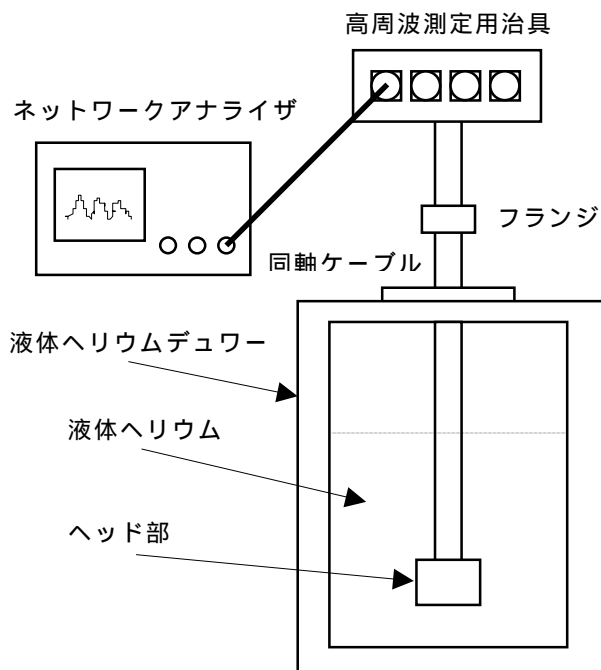 高周波測定用治具
ネットワークアナライザ
フランジ
同軸ケーブル
液体ヘリウムデュワー
液体ヘリウム
ヘッド部